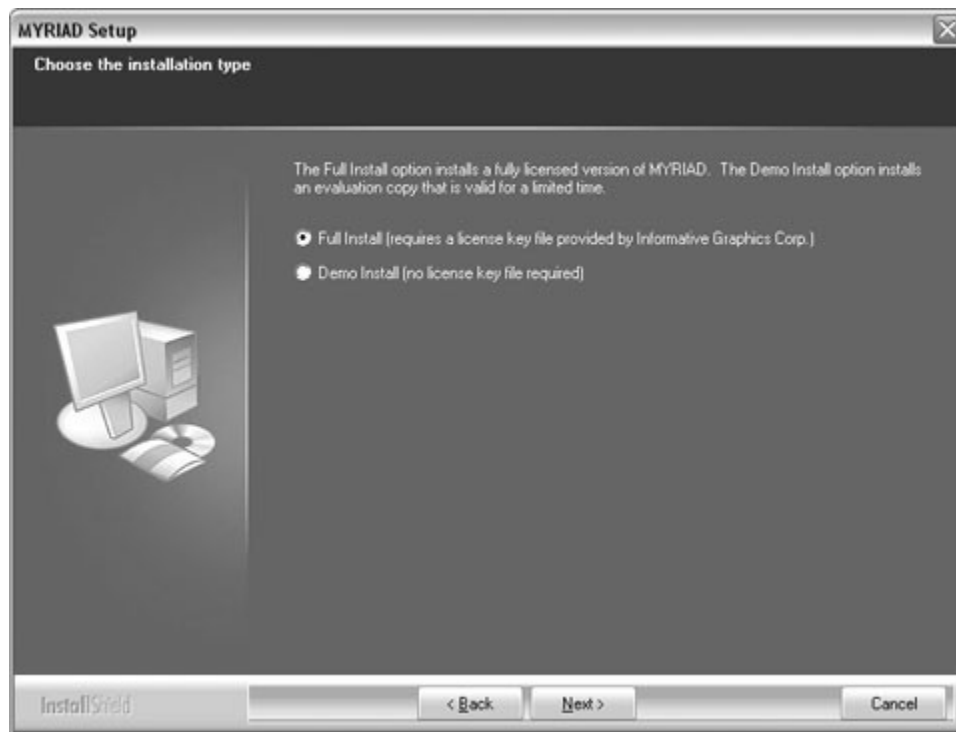 MYRIAD Setup
Choose the installation type
The Full Install option installs a fully licensed version of MYRIAD. The Demo Install option installs
an evaluation copy that is valid for a limited time.
Full Install (requires a license key file provided by Informative Graphics Corp.)
Demo Install (no license key file required)
InstallShield
< Back
Next >
Cancel